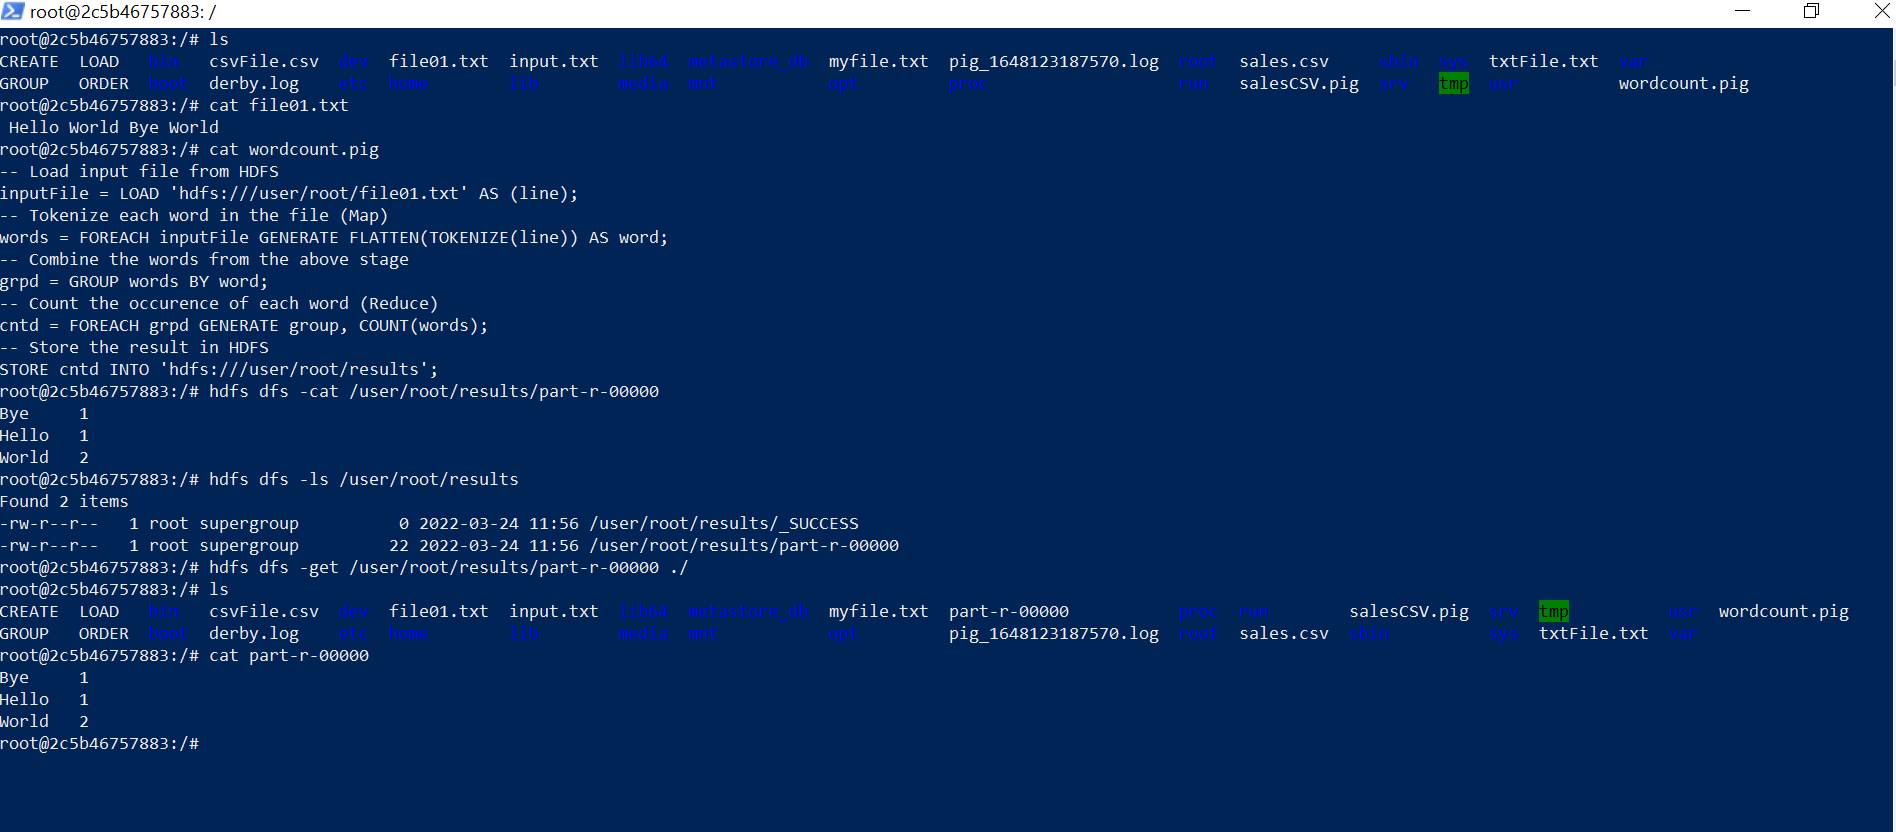 root@2c5b46757883: /
root@2c5b46757883:/# ls
CREATE  LOAD   bin   csvFile.csv  dev  file01.txt  input.txt  lib64  metastore_db  myfile.txt  pig_1648123187570.log  root  sales.csv     sbin  sys  txtFile.txt  var
GROUP   ORDER  boot  derby.log    etc  home        lib        media  mnt           opt         proc                   run   salesCSV.pig  srv   tmp  usr          wordcount.pig
root@2c5b46757883:/# cat file01.txt
 Hello World Bye World
root@2c5b46757883:/# cat wordcount.pig
-- Load input file from HDFS
inputFile = LOAD 'hdfs:///user/root/file01.txt' AS (line);
-- Tokenize each word in the file (Map)
words = FOREACH inputFile GENERATE FLATTEN(TOKENIZE(line)) AS word;
-- Combine the words from the above stage
grpd = GROUP words BY word;
-- Count the occurence of each word (Reduce)
cntd = FOREACH grpd GENERATE group, COUNT(words);
-- Store the result in HDFS
STORE cntd INTO 'hdfs:///user/root/results';
root@2c5b46757883:/# hdfs dfs -cat /user/root/results/part-r-00000
Bye     1
Hello   1
World   2
root@2c5b46757883:/# hdfs dfs -ls /user/root/results
Found 2 items
-rw-r--r--   1 root supergroup          0 2022-03-24 11:56 /user/root/results/_SUCCESS
-rw-r--r--   1 root supergroup         22 2022-03-24 11:56 /user/root/results/part-r-00000
root@2c5b46757883:/# hdfs dfs -get /user/root/results/part-r-00000 ./
root@2c5b46757883:/# ls
CREATE  LOAD   bin   csvFile.csv  dev  file01.txt  input.txt  lib64  metastore_db  myfile.txt  part-r-00000           proc  run        salesCSV.pig  srv  tmp          usr  wordcount.pig
GROUP   ORDER  boot  derby.log    etc  home        lib        media  mnt           opt         pig_1648123187570.log  root  sales.csv  sbin          sys  txtFile.txt  var
root@2c5b46757883:/# cat part-r-00000
Bye     1
Hello   1
World   2
root@2c5b46757883:/#